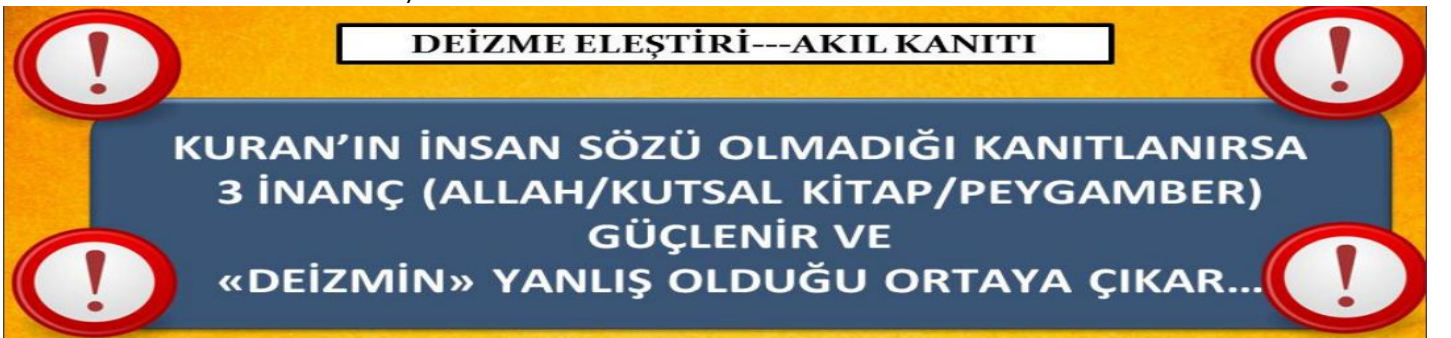 DEİZME ELEŞTİRİ---AKIL KANITI
KURAN’IN İNSAN SÖZÜ OLMADIĞI KANITLANIRSA
3 İNANÇ (ALLAH/KUTSAL KİTAP/PEYGAMBER)
GÜÇLENİR VE
«DEİZMİN» YANLIŞ OLDUĞU ORTAYA ÇIKAR...